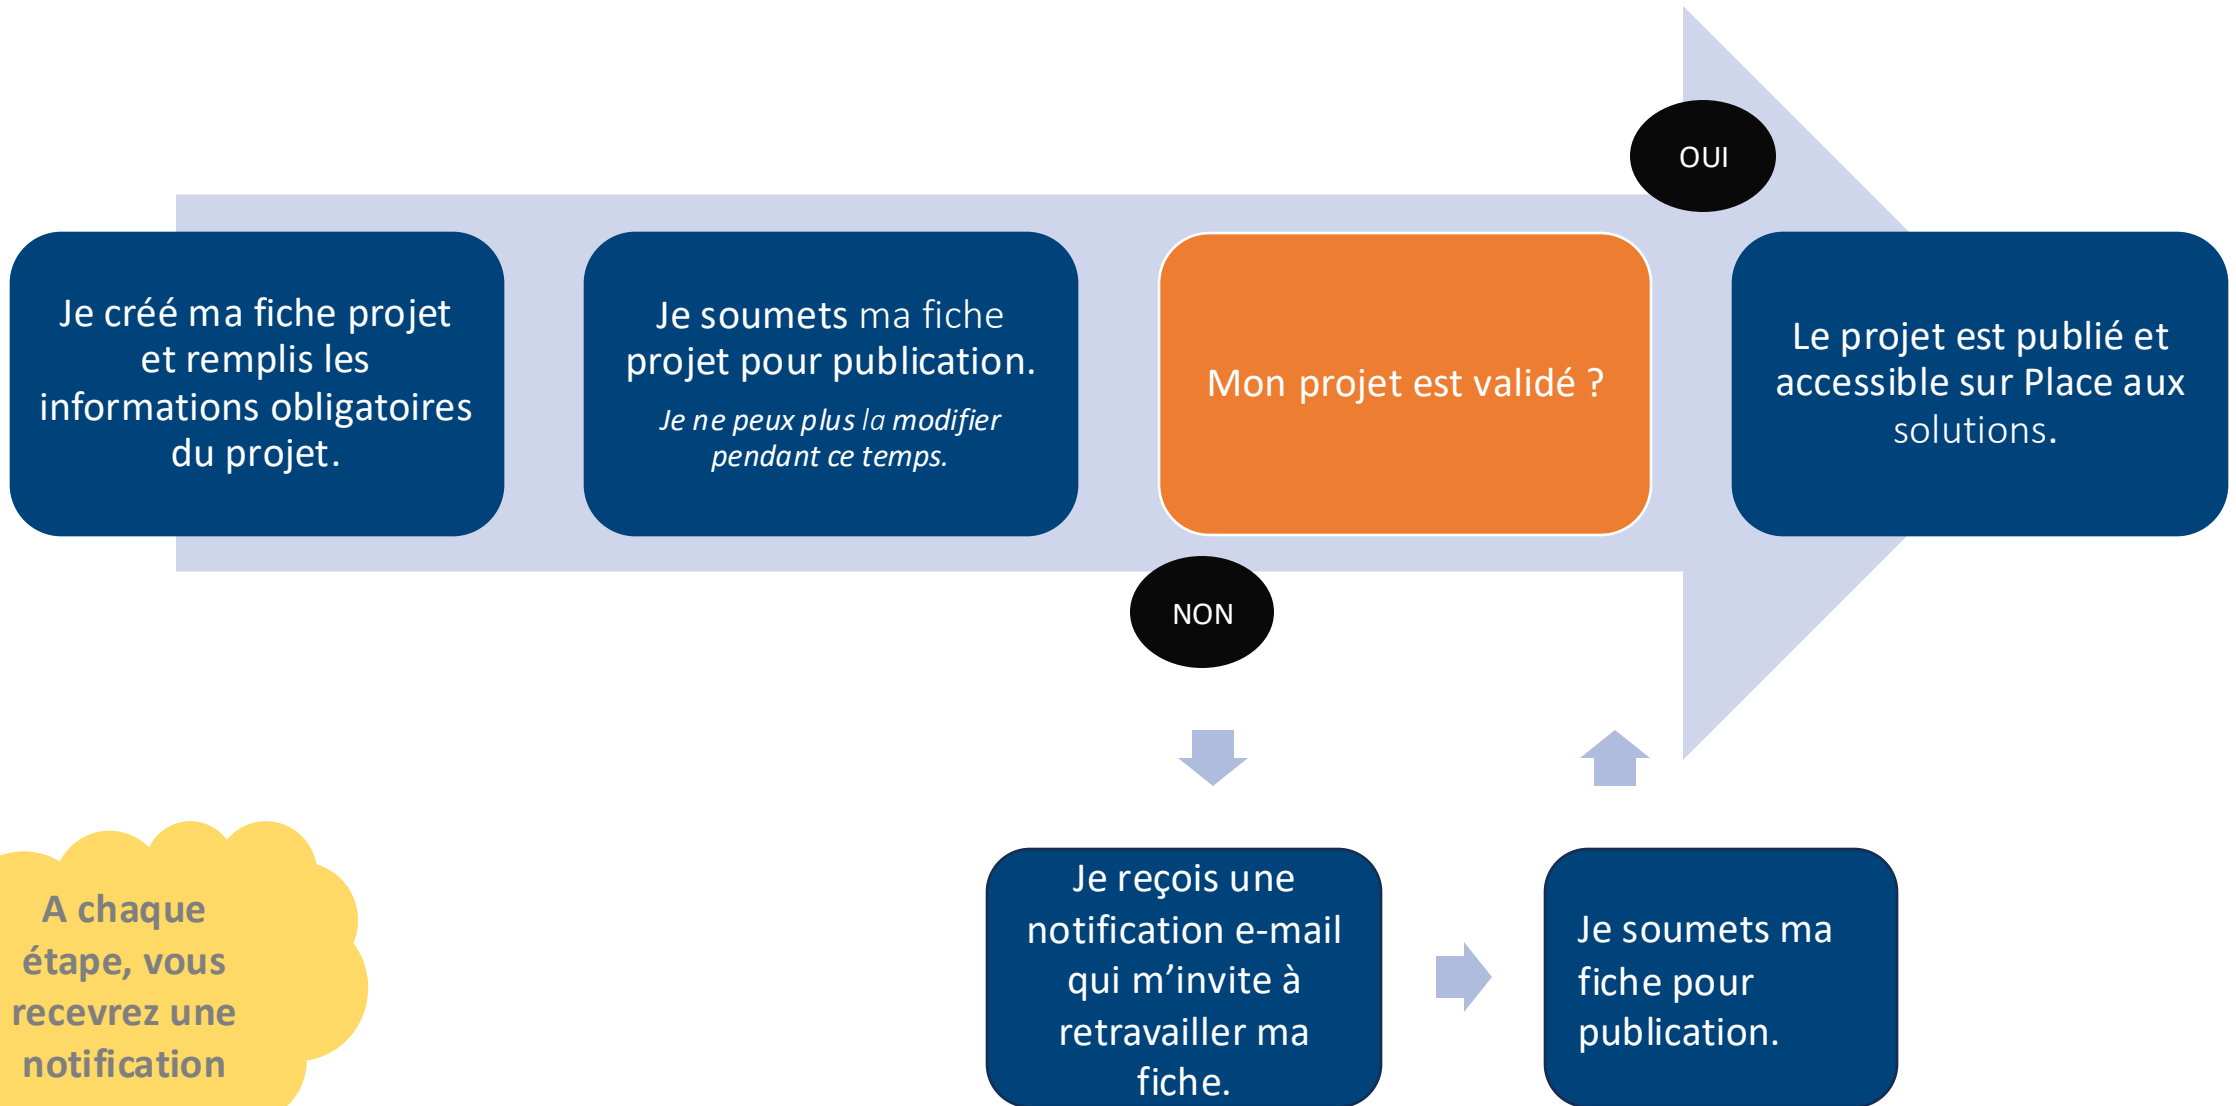 OUI
Je créé ma fiche projet
et remplis les
informations obligatoires
du projet.
Je soumets ma fiche
projet pour publication.
Je ne peux plus la modifier
pendant ce temps.
Mon projet est validé ?
Le projet est publié et
accessible sur Place aux
solutions.
NON
Je reçois une
notification e-mail
qui m’invite à
retravailler ma
fiche.
Je soumets ma
fiche pour
publication.
A chaque
étape, vous
recevrez une
notification